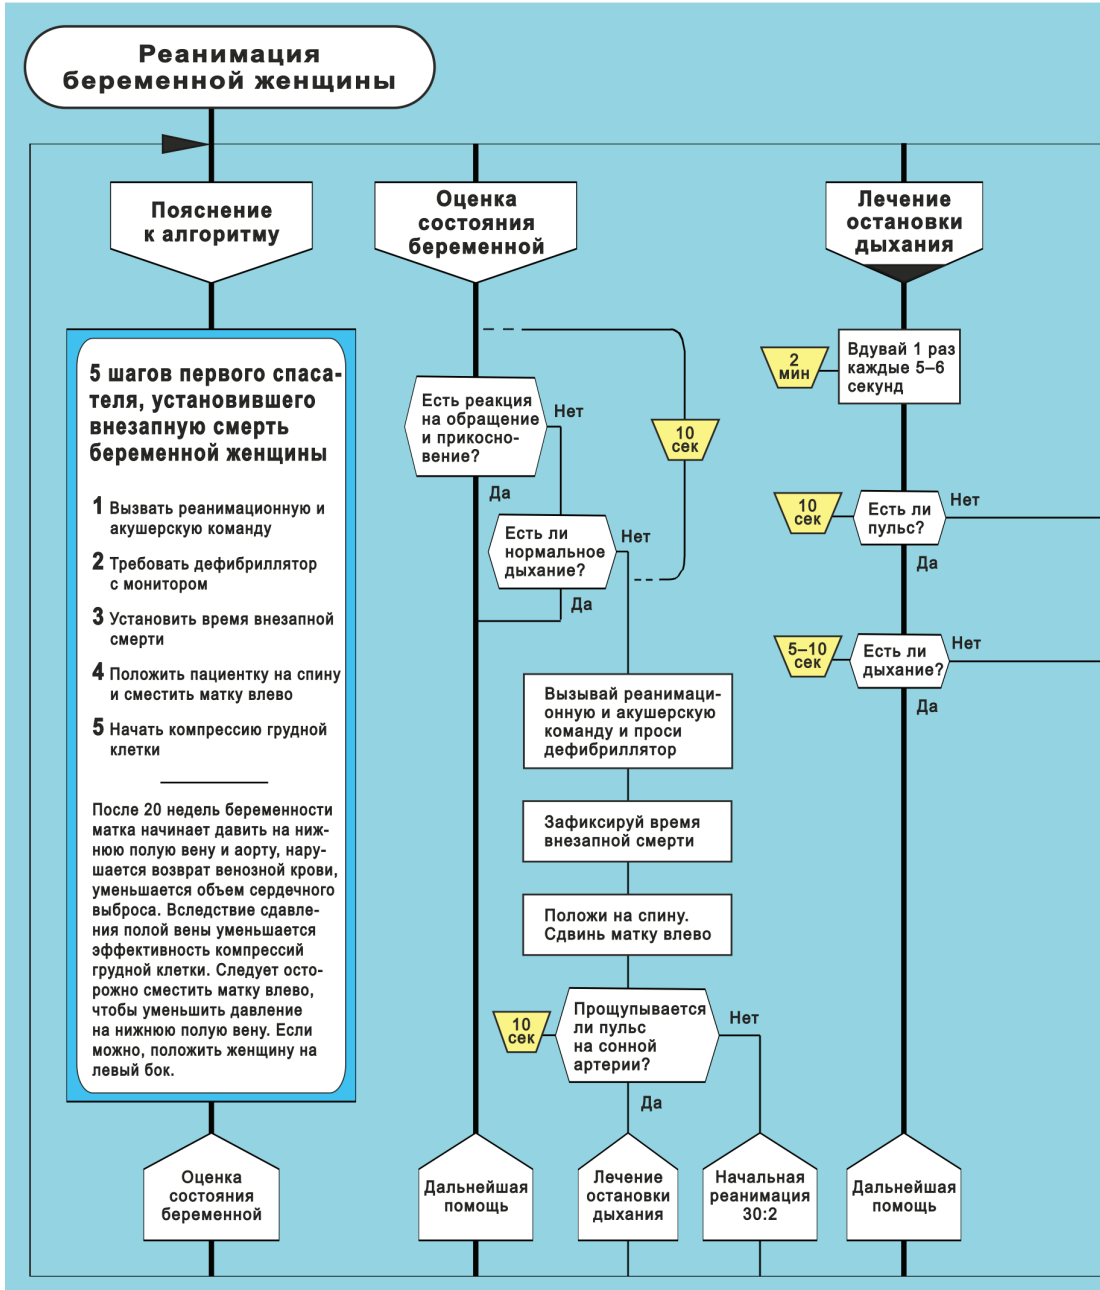 Реанимация
беременной женщины
Пояснение
к алгоритму
5 шагов первого спаса-
теля, установившего
внезапную смерть
беременной женщины
1 Вызвать реанимационную и
акушерскую команду
2 Требовать дефибриллятор
с монитором
3 Установить время внезапной
смерти
4 Положить пациентку на спину
и сместить матку влево
5 Начать компрессию грудной
клетки
После 20 недель беременности
матка начинает давить на ниж-
нюю полую вену и аорту, нару-
шается возврат венозной крови,
уменьшается объем сердечного
выброса. Вследствие сдавле-
ния полой вены уменьшается
эффективность компрессий
грудной клетки. Следует осто-
рожно сместить матку влево,
чтобы уменьшить давление
на нижнюю полую вену. Если
можно, положить женщину на
левый бок.
Оценка
состояния
беременной
Оценка
состояния
беременной
Есть реакция
на обращение
и прикосно-
вение?
Нет
Да
10
сек
Есть ли
нормальное
дыхание?
Нет
Да
Вызывай реанимаци-
онную и акушерскую
команду и проси
дефибриллятор
Зафиксируй время
внезапной смерти
Положи на спину.
Сдвинь матку влево
10
сек
Прощупывается
ли пульс
на сонной
артерии?
Нет
Да
Дальнейшая
помощь
Лечение
остановки
дыхания
Начальная
реанимация
30:2
Лечение
остановки
дыхания
2
мин
Вдувай 1 раз
каждые 5–6
секунд
10
сек
Есть ли
пульс?
Нет
Да
5–10
сек
Есть ли
дыхание?
Нет
Да
Дальнейшая
помощь